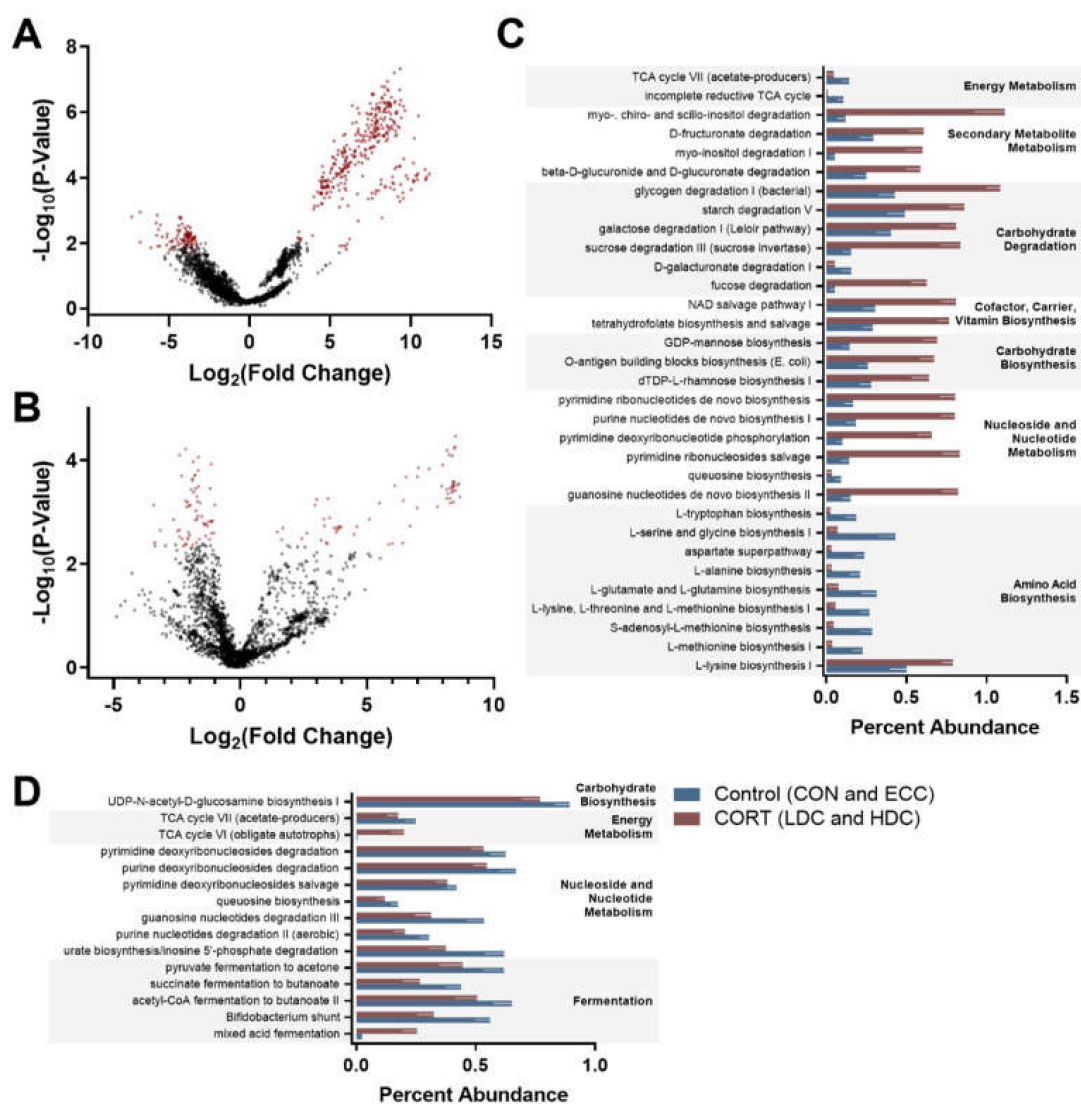 A
8
6
4
2
0
-Log10(P-Value)
-10
-5
0
5
10
15
Log2(Fold Change)
B
4
2
0
-Log10(P-Value)
-5
0
5
10
Log2(Fold Change)
C
TCA cycle VII (acetate-producers)
incomplete reductive TCA cycle
Energy Metabolism
myo-, chiro- and scillo-inositol degradation
D-fructuronate degradation
myo-inositol degradation I
beta-D-glucuronide and D-glucuronate degradation
Secondary Metabolite
Metabolism
glycogen degradation I (bacterial)
starch degradation V
galactose degradation I (Leloir pathway)
sucrose degradation III (sucrose invertase)
D-galacturonate degradation I
fucose degradation
Carbohydrate
Degradation
NAD salvage pathway I
tetrahydrofolate biosynthesis and salvage
Cofactor, Carrier,
Vitamin Biosynthesis
GDP-mannose biosynthesis
O-antigen building blocks biosynthesis (E. coli)
dTDP-L-rhamnose biosynthesis I
Carbohydrate
Biosynthesis
pyrimidine ribonucleotides de novo biosynthesis
purine nucleotides de novo biosynthesis I
pyrimidine deoxyribonucleotide phosphorylation
pyrimidine ribonucleosides salvage
queuosine biosynthesis
guanosine nucleotides de novo biosynthesis II
Nucleoside and
Nucleotide
Metabolism
L-tryptophan biosynthesis
L-serine and glycine biosynthesis I
aspartate superpathway
L-alanine biosynthesis
L-glutamate and L-glutamine biosynthesis
L-lysine, L-threonine and L-methionine biosynthesis I
S-adenosyl-L-methionine biosynthesis
L-methionine biosynthesis I
L-lysine biosynthesis I
Amino Acid
Biosynthesis
0.0
0.5
1.0
1.5
Percent Abundance
D
UDP-N-acetyl-D-glucosamine biosynthesis I
Carbohydrate
Biosynthesis
TCA cycle VII (acetate-producers)
TCA cycle VI (obligate autotrophs)
Energy
Metabolism
pyrimidine deoxyribonucleosides degradation
purine deoxyribonucleosides degradation
pyrimidine deoxyribonucleosides salvage
queuosine biosynthesis
guanosine nucleotides degradation III
purine nucleotides degradation II (aerobic)
urate biosynthesis/inosine 5'-phosphate degradation
Nucleoside and
Nucleotide
Metabolism
pyruvate fermentation to acetone
succinate fermentation to butanoate
acetyl-CoA fermentation to butanoate II
Bifidobacterium shunt
mixed acid fermentation
Fermentation
0.0
0.5
1.0
Percent Abundance
Control (CON and ECC)
CORT (LDC and HDC)